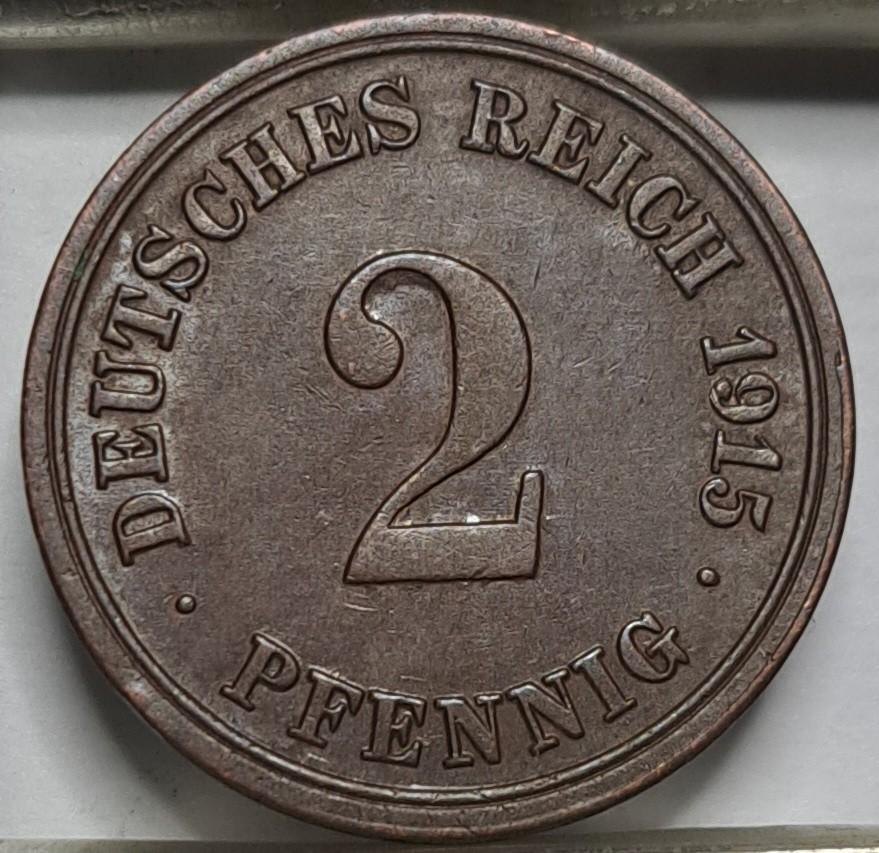 DEUTSCHES REICH 1915
2
· PFENNIG ·